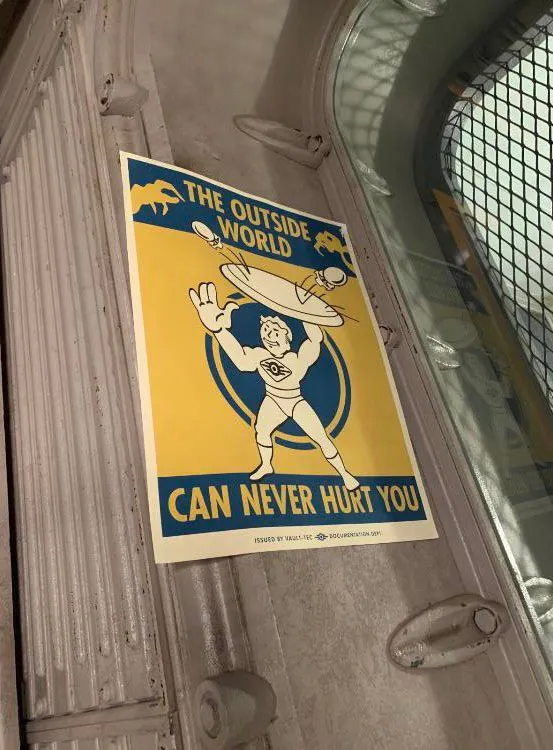 THE OUTSIDE
WORLD
CAN NEVER HURT YOU
ISSUED BY VAULT-TEC DOCUMENTATION DEPT.